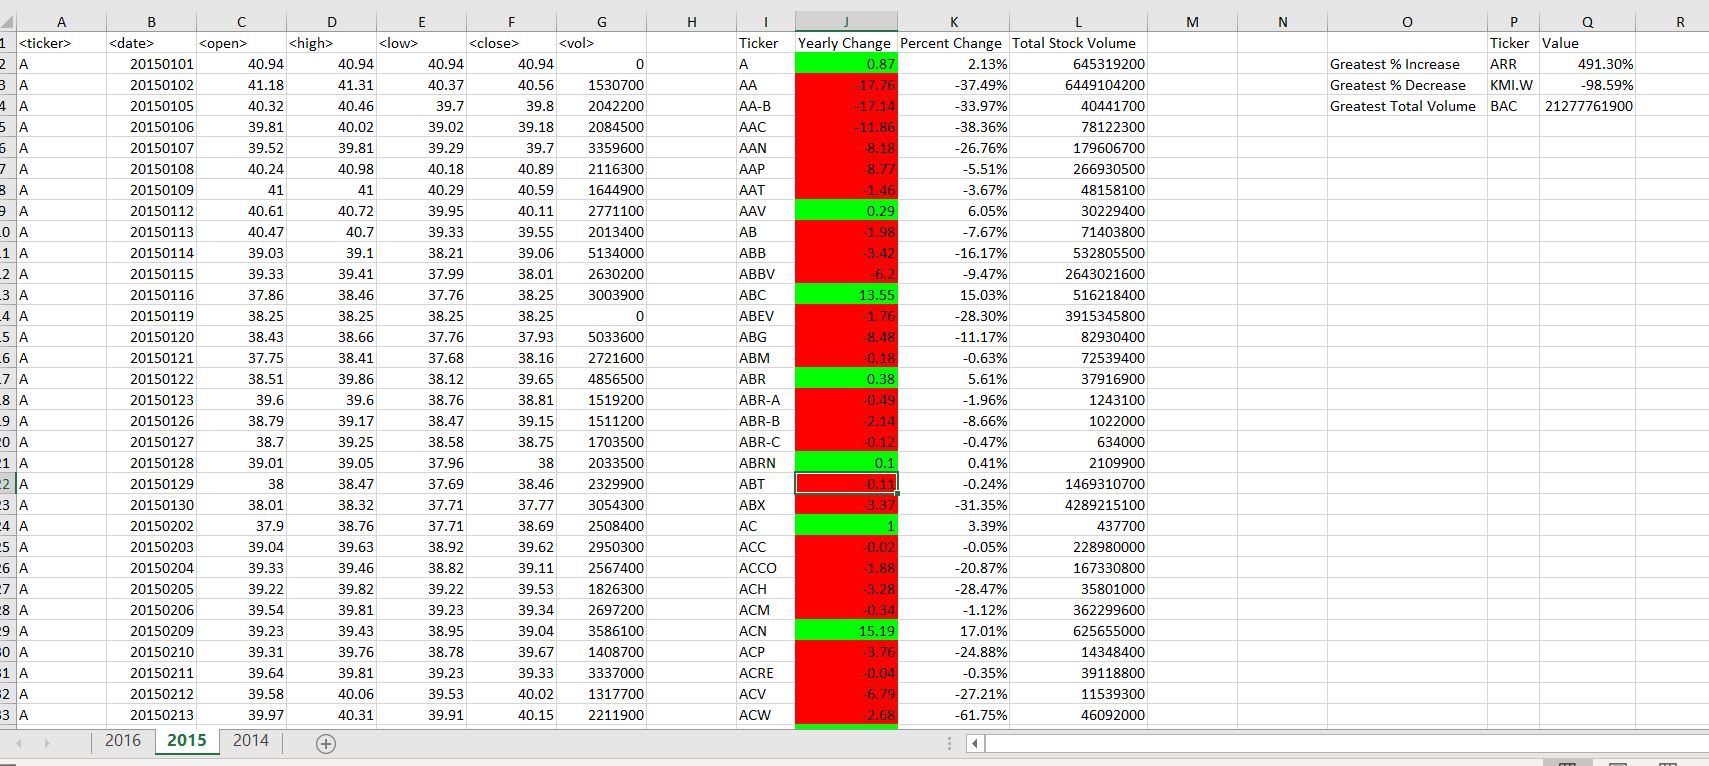 A B C D E F G H I J K L M N O P Q R
1 <ticker> <date> <open> <high> <low> <close> <vol> Ticker Yearly Change Percent Change Total Stock Volume Ticker Value
2 A 20150101 40.94 40.94 40.94 40.94 0 A 0.87 2.13% 645319200 Greatest % Increase ARR 491.30%
3 A 20150102 41.18 41.31 40.37 40.56 1530700 AA -17.76 -37.49% 6449104200 Greatest % Decrease KMI.W -98.59%
4 A 20150105 40.32 40.46 39.7 39.8 2042200 AA-B -17.14 -33.97% 40441700 Greatest Total Volume BAC 21277761900
5 A 20150106 39.81 40.02 39.02 39.18 2084500 AAC -11.86 -38.36% 78122300
6 A 20150107 39.52 39.81 39.29 39.7 3359600 AAN -8.18 -26.76% 179606700
7 A 20150108 40.24 40.98 40.18 40.89 2116300 AAP -8.77 -5.51% 266930500
8 A 20150109 41 41 40.29 40.59 1644900 AAT -1.46 -3.67% 48158100
9 A 20150112 40.61 40.72 39.95 40.11 2771100 AAV 0.29 6.05% 30229400
0 A 20150113 40.47 40.7 39.33 39.55 2013400 AB -1.98 -7.67% 71403800
1 A 20150114 39.03 39.1 38.21 39.06 5134000 ABB -3.42 -16.17% 532805500
2 A 20150115 39.33 39.41 37.99 38.01 2630200 ABBV -6.2 -9.47% 2643021600
3 A 20150116 37.86 38.46 37.76 38.25 3003900 ABC 13.55 15.03% 516218400
4 A 20150119 38.25 38.25 38.25 38.25 0 ABEV -1.76 -28.30% 3915345800
5 A 20150120 38.43 38.66 37.76 37.93 5033600 ABG -8.48 -11.17% 82930400
6 A 20150121 37.75 38.41 37.68 38.16 2721600 ABM -0.18 -0.63% 72539400
7 A 20150122 38.51 39.86 38.12 39.65 4856500 ABR 0.38 5.61% 37916900
8 A 20150123 39.6 39.6 38.76 38.81 1519200 ABR-A -0.49 -1.96% 1243100
9 A 20150126 38.79 39.17 38.47 39.15 1511200 ABR-B -2.14 -8.66% 1022000
0 A 20150127 38.7 39.25 38.58 38.75 1703500 ABR-C -0.12 -0.47% 634000
1 A 20150128 39.01 39.05 37.96 38 2033500 ABRN 0.1 0.41% 2109900
2 A 20150129 38 38.47 37.69 38.46 2329900 ABT -0.11 -0.24% 1469310700
3 A 20150130 38.01 38.32 37.71 37.77 3054300 ABX -3.37 -31.35% 4289215100
4 A 20150202 37.9 38.76 37.71 38.69 2508400 AC 1 3.39% 437700
5 A 20150203 39.04 39.63 38.92 39.62 2950300 ACC -0.02 -0.05% 228980000
6 A 20150204 39.33 39.46 38.82 39.11 2567400 ACCO -1.88 -20.87% 167330800
7 A 20150205 39.22 39.82 39.22 39.53 1826300 ACH -3.28 -28.47% 35801000
8 A 20150206 39.54 39.81 39.23 39.34 2697200 ACM -0.34 -1.12% 362299600
9 A 20150209 39.23 39.43 38.95 39.04 3586100 ACN 15.19 17.01% 625655000
0 A 20150210 39.31 39.76 38.78 39.67 1408700 ACP -3.76 -24.88% 14348400
1 A 20150211 39.64 39.81 39.23 39.33 3337000 ACRE -0.04 -0.35% 39118800
2 A 20150212 39.58 40.06 39.53 40.02 1317700 ACV -6.79 -27.21% 11539300
3 A 20150213 39.97 40.31 39.91 40.15 2211900 ACW -2.68 -61.75% 46092000
2016 2015 2014